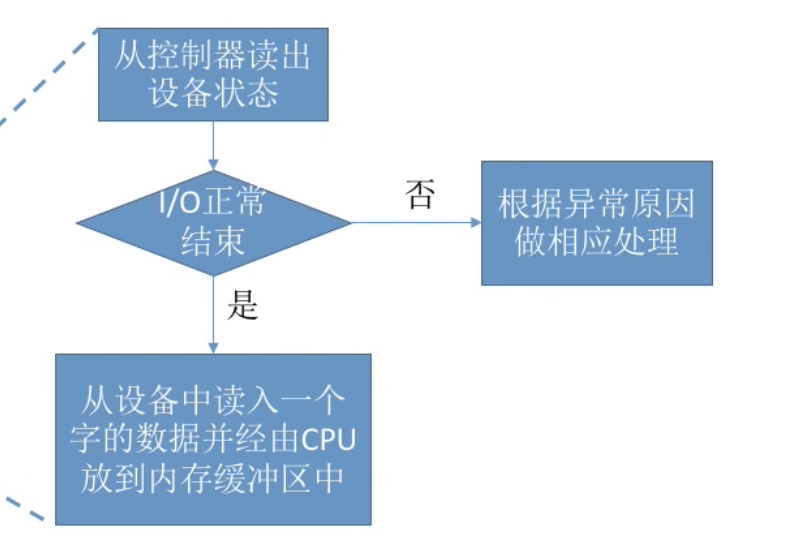 从控制器读出
设备状态
I/O正常
结束
否
根据异常原因
做相应处理
是
从设备中读入一个
字的数据并经由CPU
放到内存缓冲区中